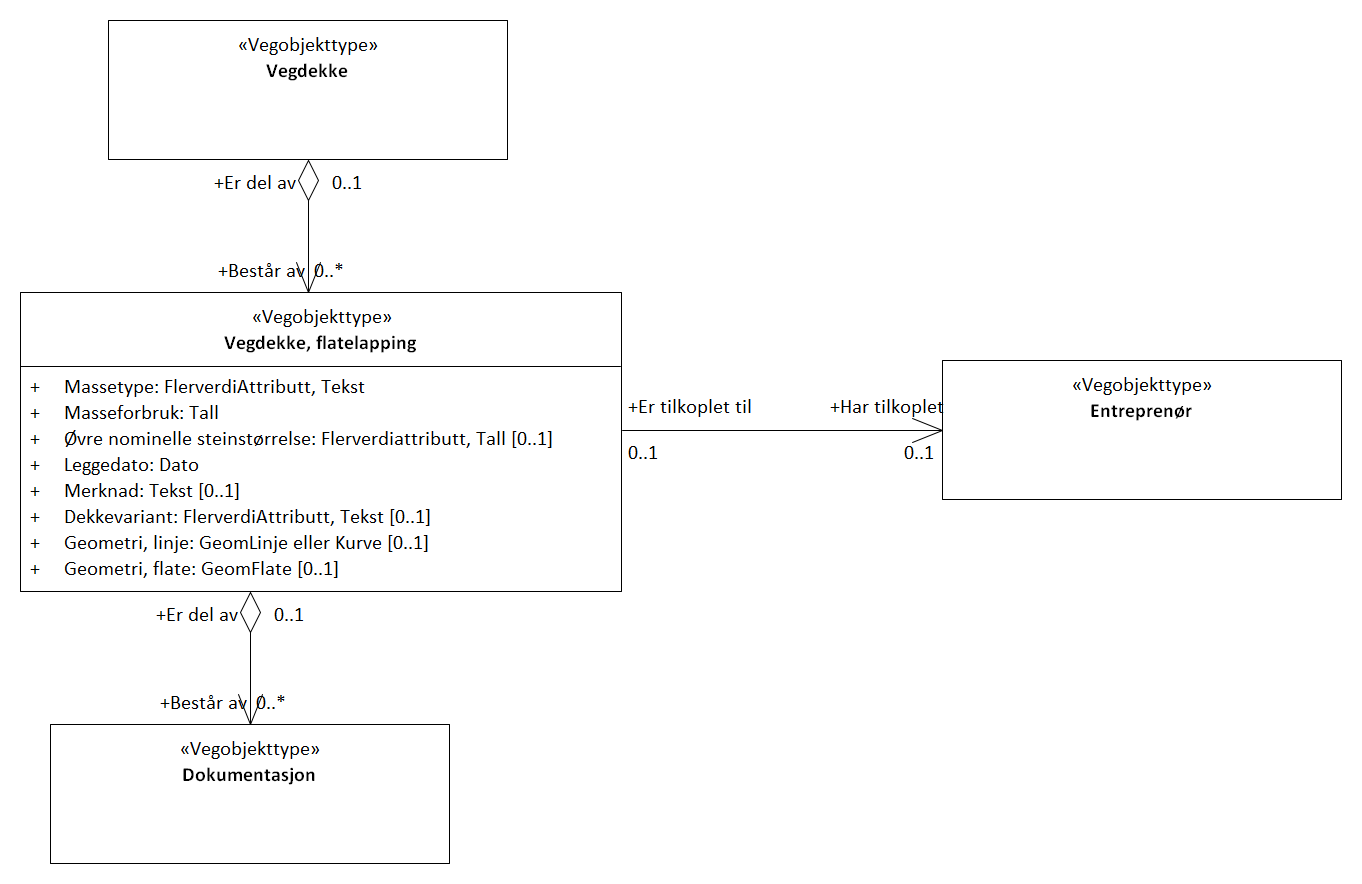 «Vegobjekttype»
Vegdekke
+Er del av 0..1
+Består av 0..*
«Vegobjekttype»
Vegdekke, flatelapping
+ Massetype: FlerverdiAttributt, Tekst
+ Masseforbruk: Tall
+ Øvre nominelle steinstørrelse: Flerverdiattributt, Tall [0..1]
+ Leggedato: Dato
+ Merknad: Tekst [0..1]
+ Dekkevariant: FlerverdiAttributt, Tekst [0..1]
+ Geometri, linje: GeomLinje eller Kurve [0..1]
+ Geometri, flate: GeomFlate [0..1]
+Er tilkoplet til +Har tilkoplet
0..1 0..1
«Vegobjekttype»
Entreprenør
+Er del av 0..1
+Består av 0..*
«Vegobjekttype»
Dokumentasjon